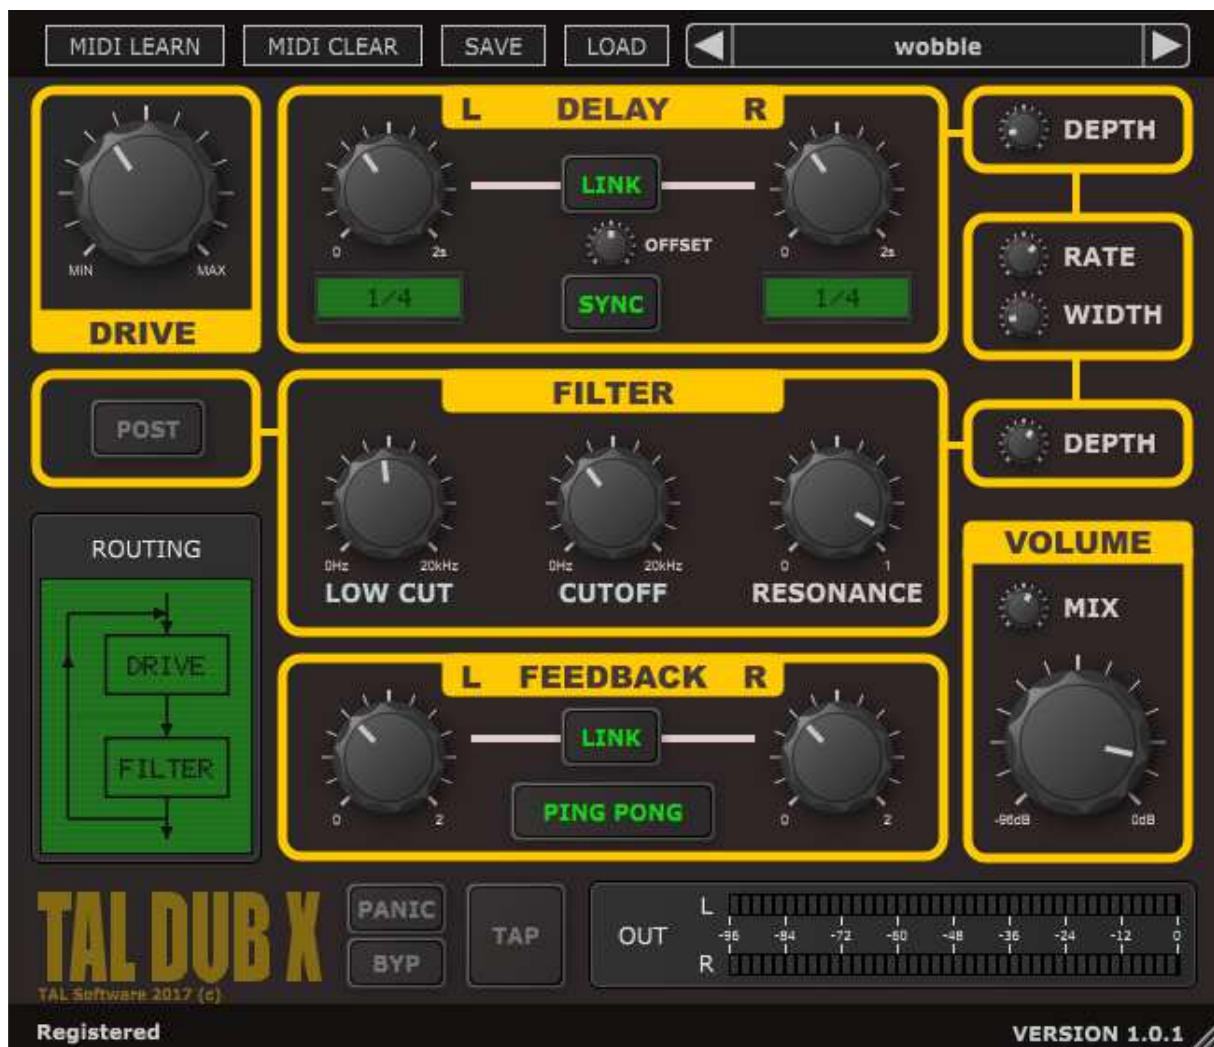 MIDI LEARN MIDI CLEAR SAVE LOAD wobble
L DELAY R
DEPTH
LINK
OFFSET
RATE
0 2s 0 2s
MIN MAX
1/4 SYNC 1/4
WIDTH
DRIVE
FILTER
POST
DEPTH
0Hz 20kHz 0Hz 20kHz 0 1
LOW CUT CUTOFF RESONANCE
ROUTING
VOLUME
MIX
DRIVE
FILTER
L FEEDBACK R
LINK
PING PONG
0 2 0 2
-96dB 0dB
TAL DUB X
TAL Software 2017 (c)
PANIC
BYP
TAP
OUT
L
-96 -84 -72 -60 -48 -36 -24 -12 0
R
Registered VERSION 1.0.1